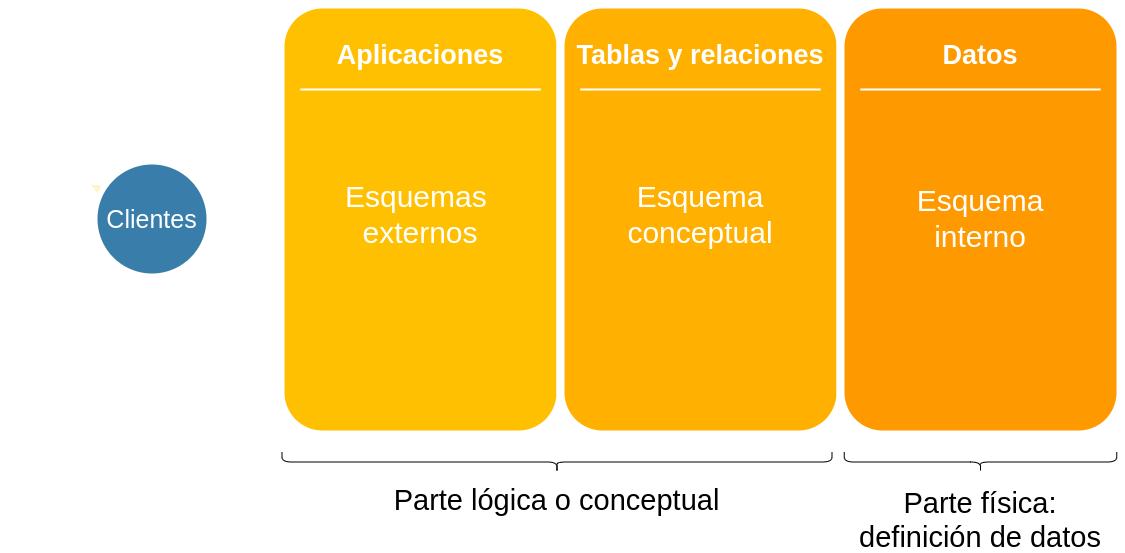 Clientes
Aplicaciones
Esquemas
externos
Tablas y relaciones
Esquema
conceptual
Datos
Esquema
interno
Parte lógica o conceptual
Parte física:
definición de datos